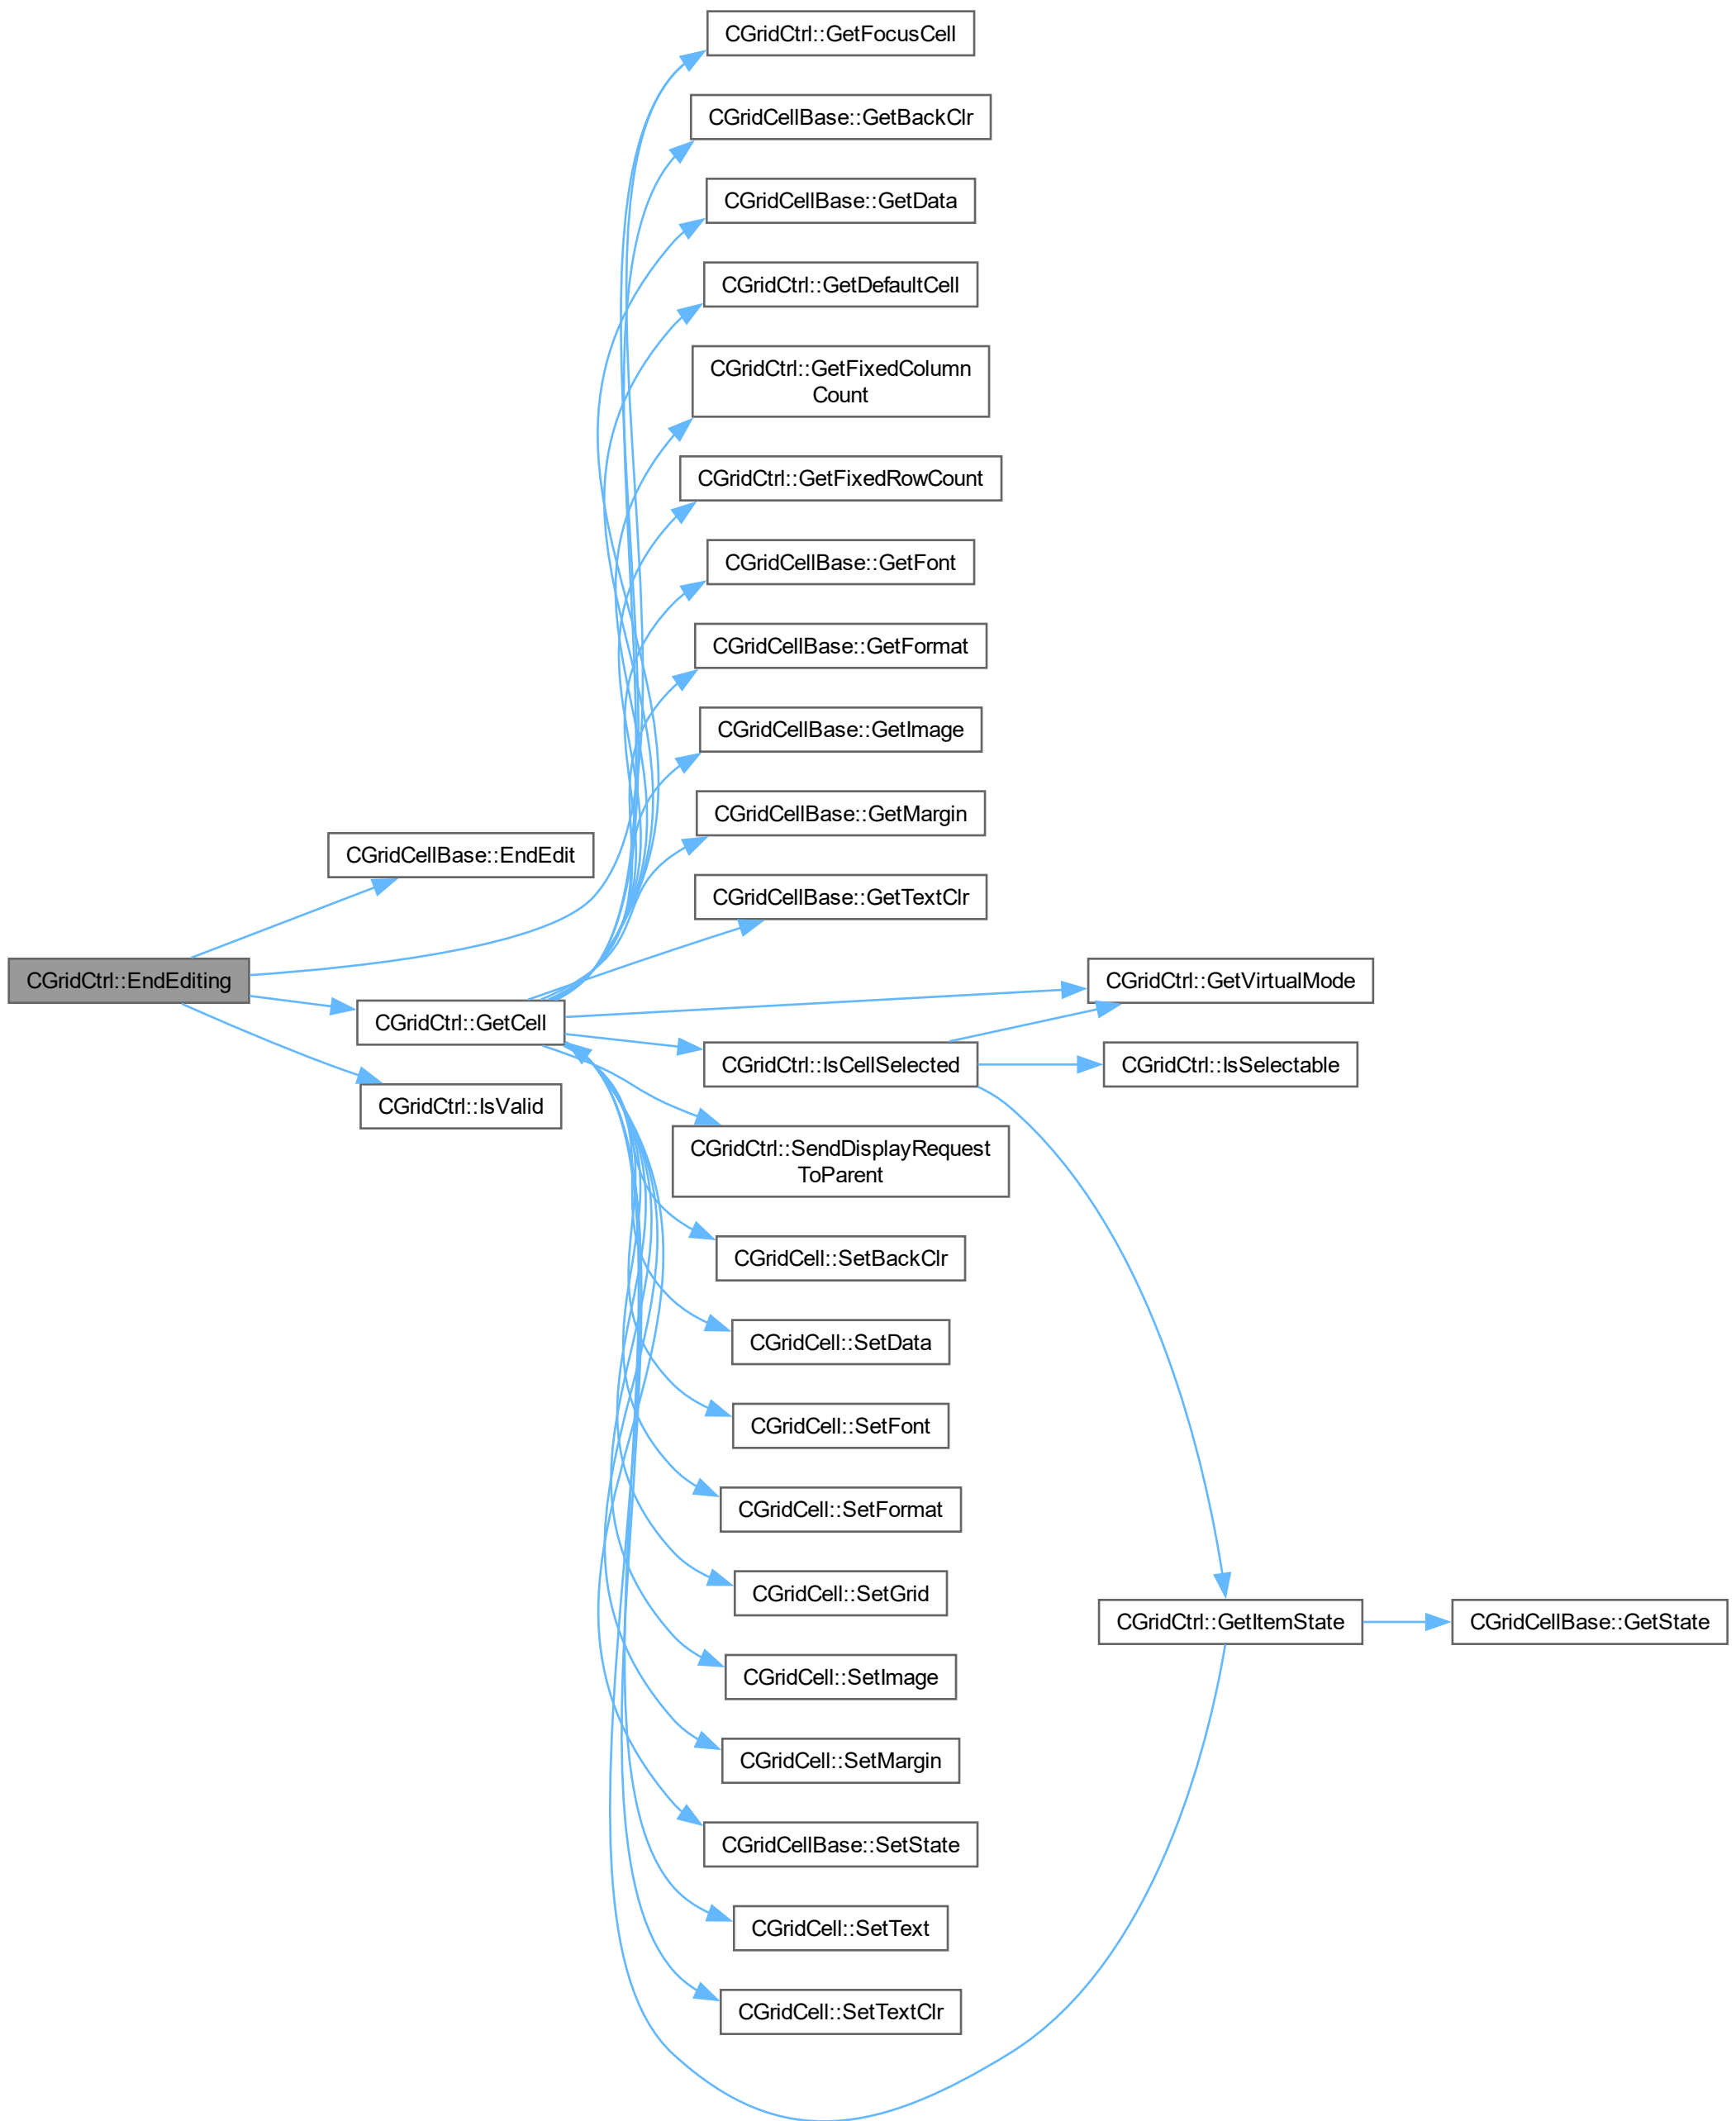 CGridCtrl::EndEditing
CGridCellBase::EndEdit
CGridCtrl::GetCell
CGridCtrl::IsValid
CGridCtrl::GetFocusCell
CGridCellBase::GetBackClr
CGridCellBase::GetData
CGridCtrl::GetDefaultCell
CGridCtrl::GetFixedColumn
Count
CGridCtrl::GetFixedRowCount
CGridCellBase::GetFont
CGridCellBase::GetFormat
CGridCellBase::GetImage
CGridCellBase::GetMargin
CGridCellBase::GetTextClr
CGridCtrl::IsCellSelected
CGridCtrl::SendDisplayRequest
ToParent
CGridCell::SetBackClr
CGridCell::SetData
CGridCell::SetFont
CGridCell::SetFormat
CGridCell::SetGrid
CGridCell::SetImage
CGridCell::SetMargin
CGridCellBase::SetState
CGridCell::SetText
CGridCell::SetTextClr
CGridCtrl::GetVirtualMode
CGridCtrl::IsSelectable
CGridCtrl::GetItemState
CGridCellBase::GetState